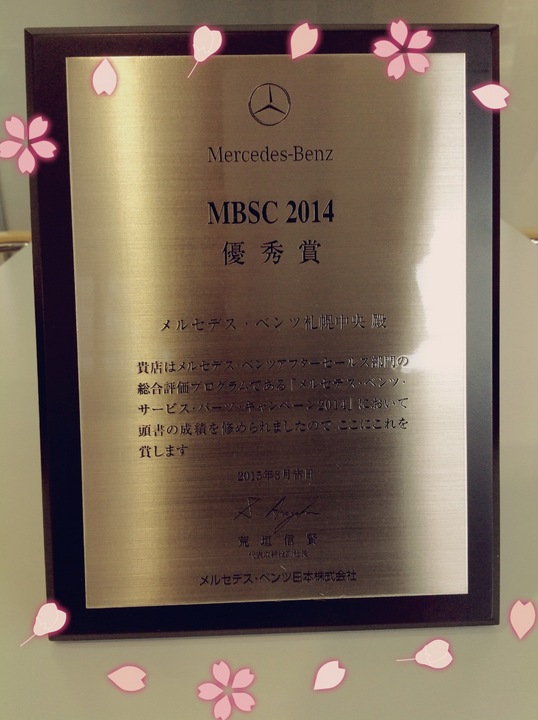 Mercedes-Benz
MBSC 2014
優秀賞
メルセデス・ベンツ札幌中央 殿
貴店はメルセデス・ベンツアフターセールス部門の
総合評価プログラムである「メルセデス・ベンツ・
サービス・パーツ キャンペーン2014」において
頭書の成績を修められましたので ここにこれを
賞します
荒垣信賢
メルセデス・ベンツ日本株式会社